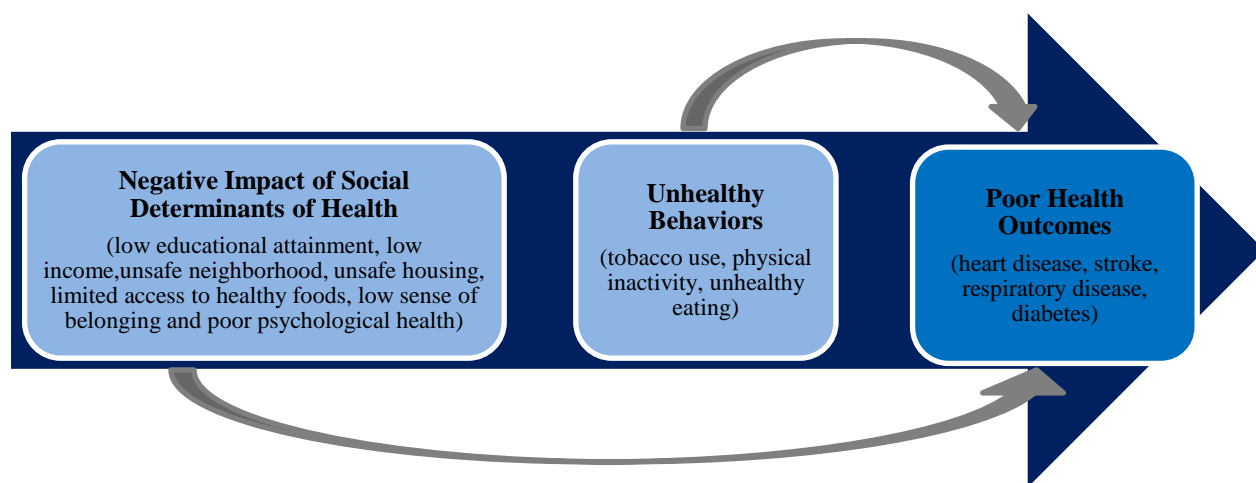 Negative Impact of Social
Determinants of Health
(low educational attainment, low
income,unsafe neighborhood, unsafe housing,
limited access to healthy foods, low sense of
belonging and poor psychological health)
Unhealthy
Behaviors
(tobacco use, physical
inactivity, unhealthy
eating)
Poor Health
Outcomes
(heart disease, stroke,
respiratory disease,
diabetes)